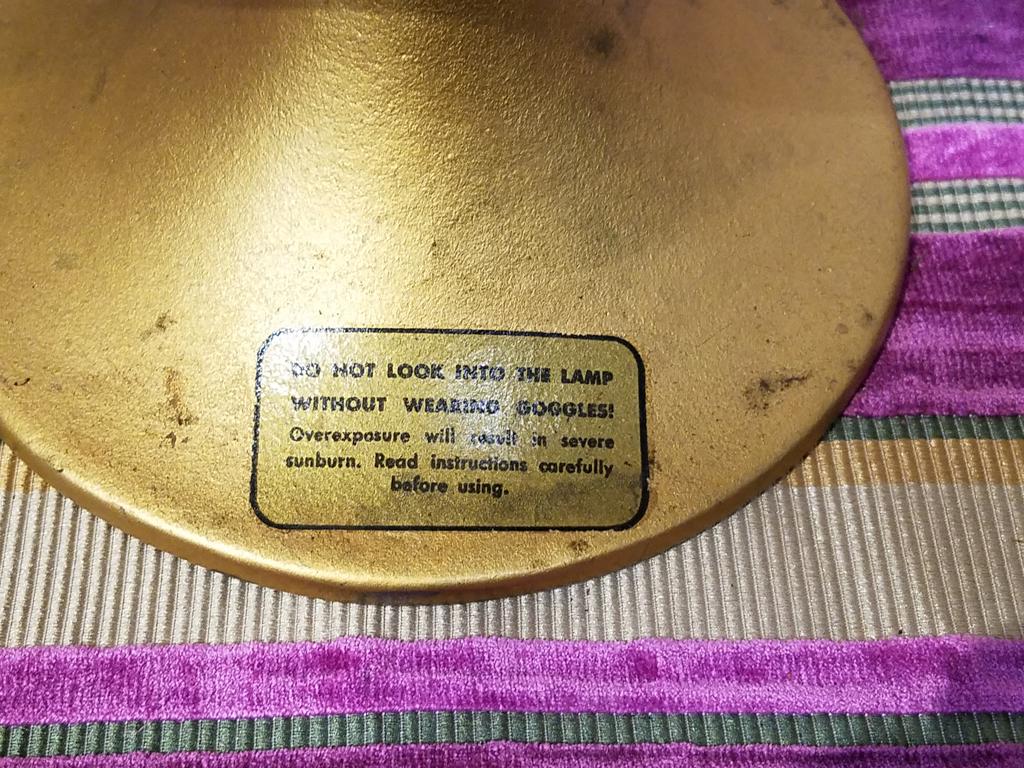 DO NOT LOOK INTO THE LAMP
WITHOUT WEARING GOGGLES!
Overexposure will result in severe
sunburn. Read instructions carefully
before using.